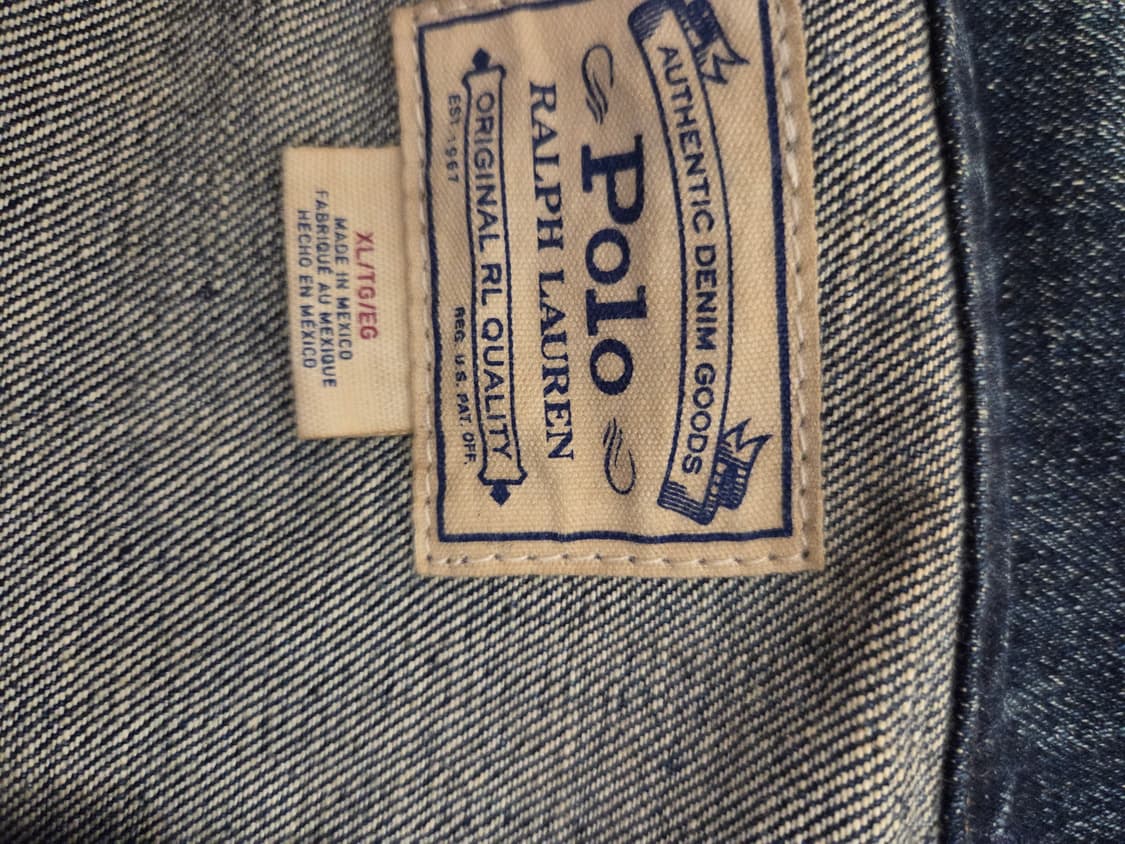 AUTHENTIC DENIM GOODS
Polo
RALPH LAUREN
ORIGINAL RL QUALITY
EST. 1967 REG. U.S. PAT. OFF.
XL/TG/EG
MADE IN MEXICO
FABRIQUÉ AU MEXIQUE
HECHO EN MÉXICO